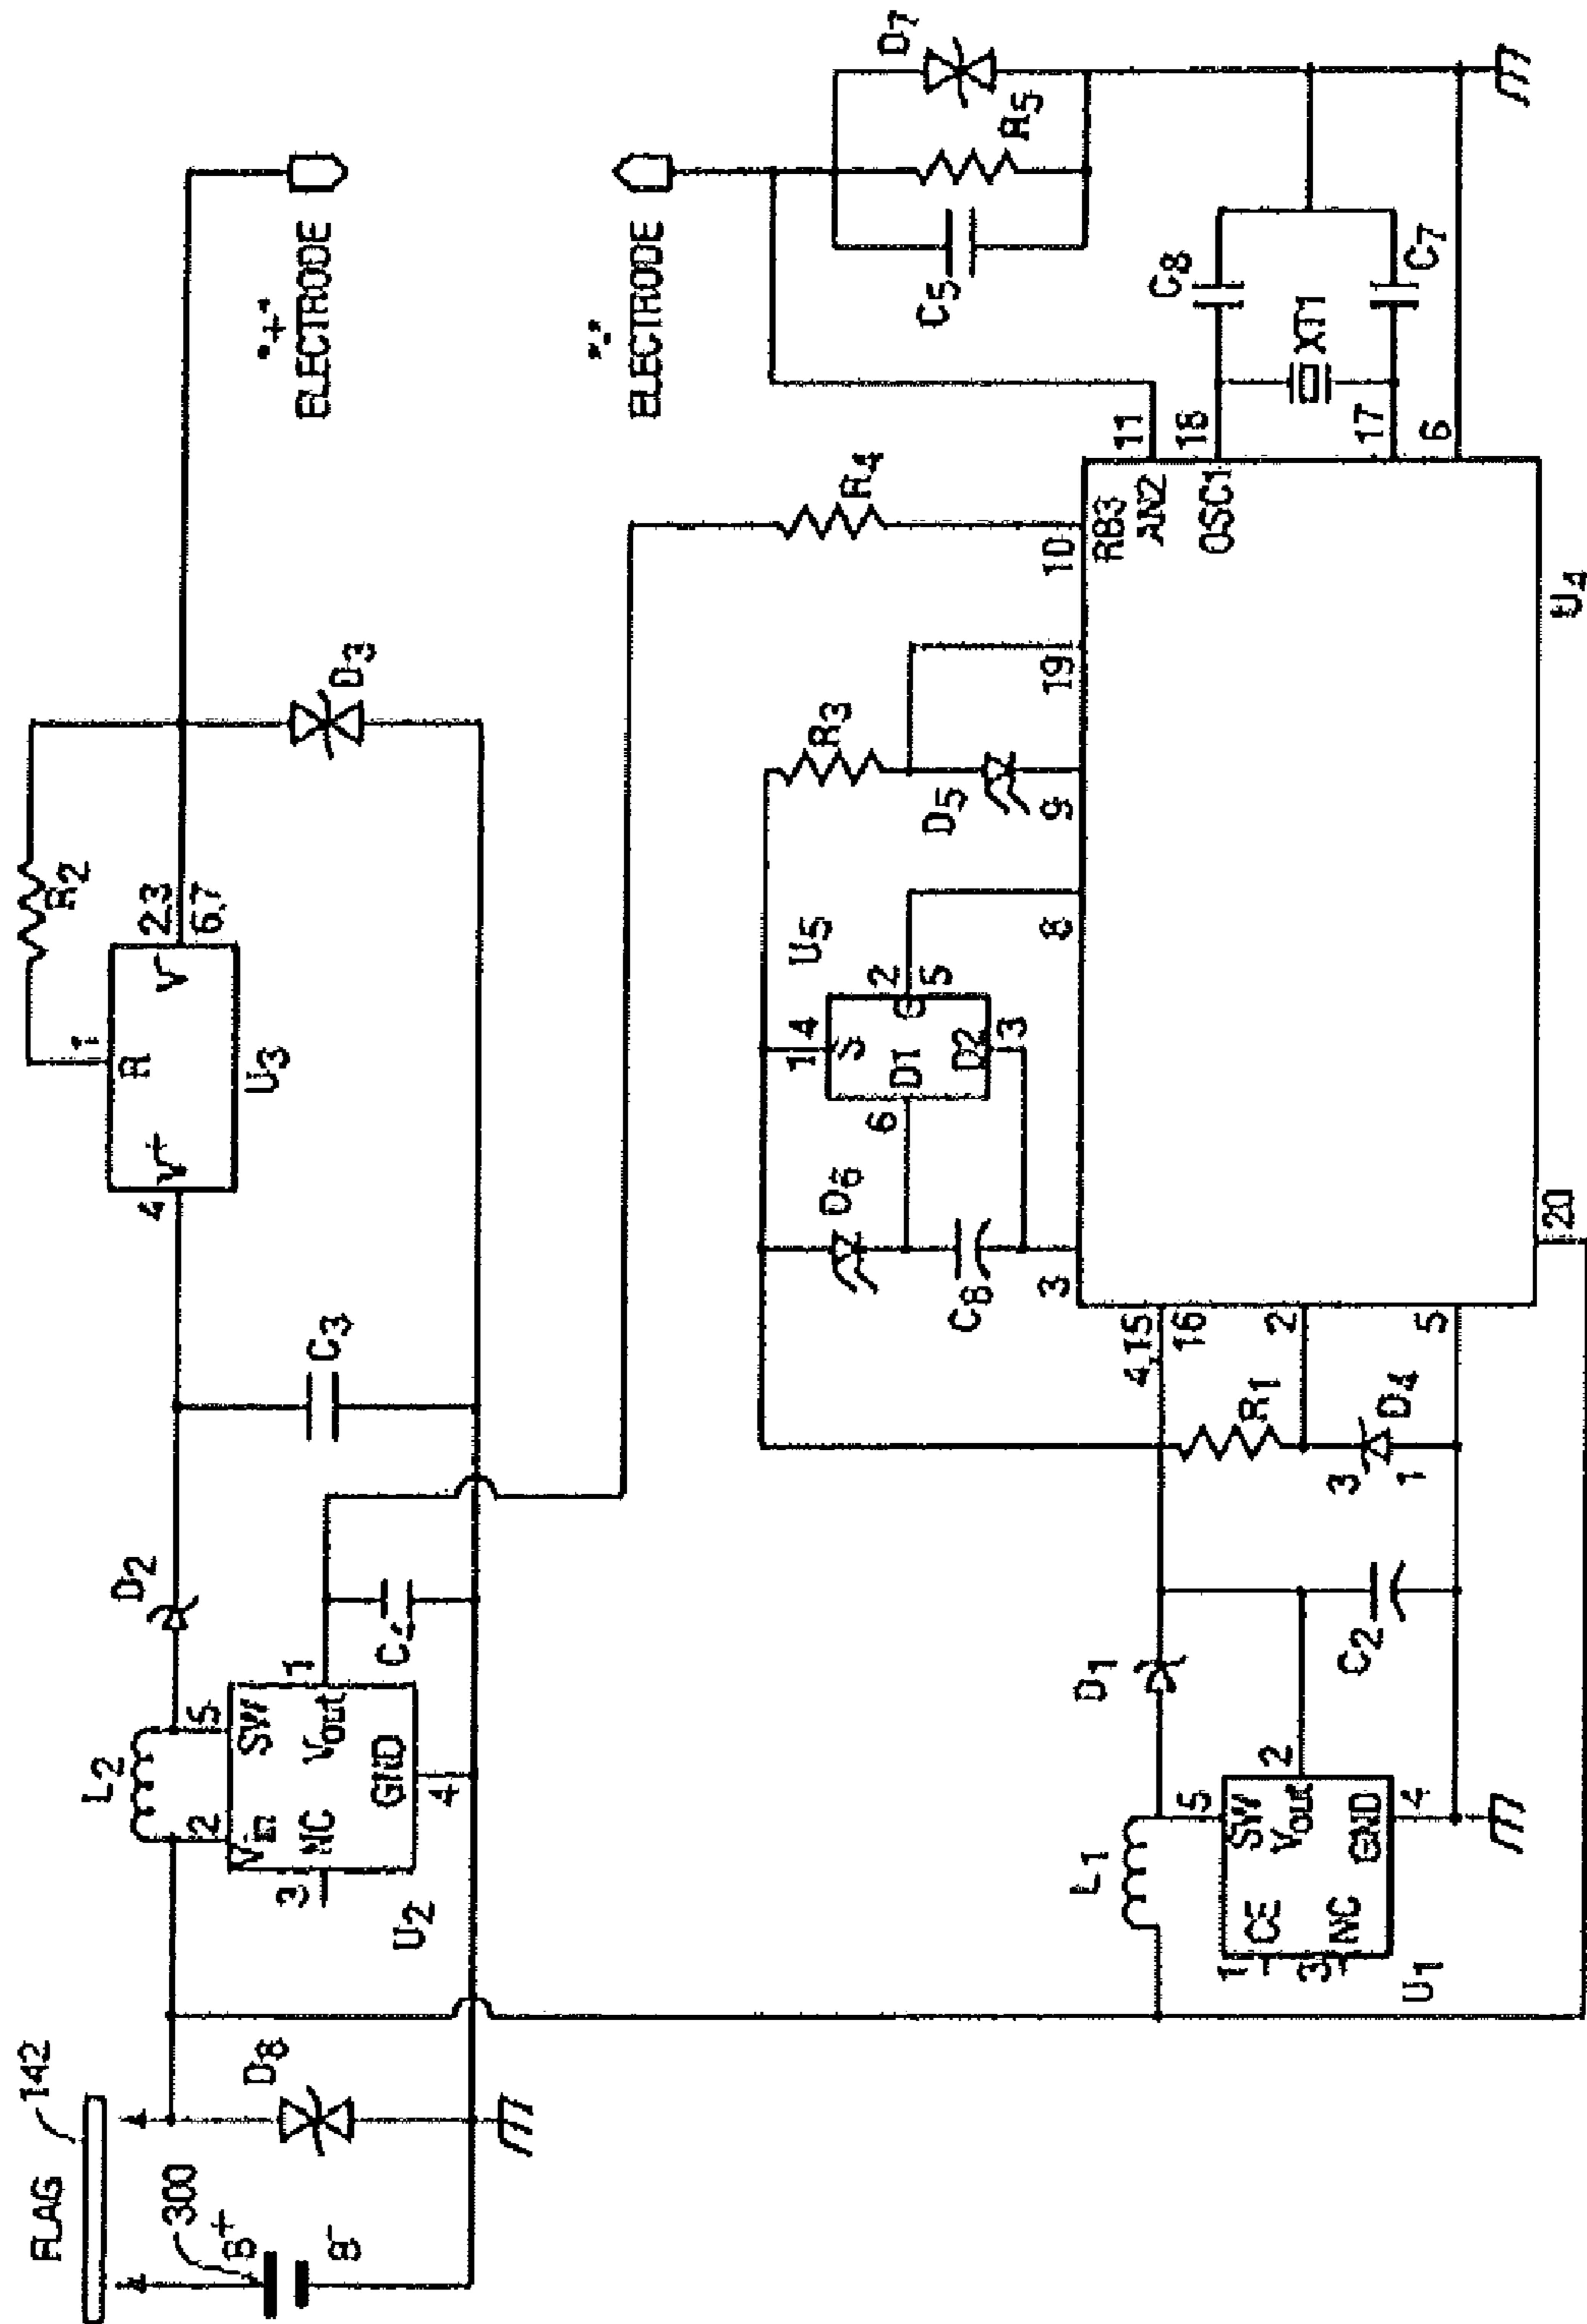 FLAG
142
300
B+
B-
D8
L2
2
5
Vin
SW
NC
Vout
GND
3
4
1
U2
D2
C3
4
V+
R
1
V-
2,3
6,7
U3
R2
D3
"+"
ELECTRODE
"-"
ELECTRODE
D7
R5
C5
L1
5
SW
Vout
2
CE
1
NC
3
GND
4
U1
D1
C2
R1
3
D4
1
4,15
16
2
5
20
3
C6
D6
6
D1
S
1 4
G
2
5
D2
3
U5
8
D5
9
R3
19
R4
10
RB3
AN2
11
OSC1
18
17
6
C8
XT1
C7
U4